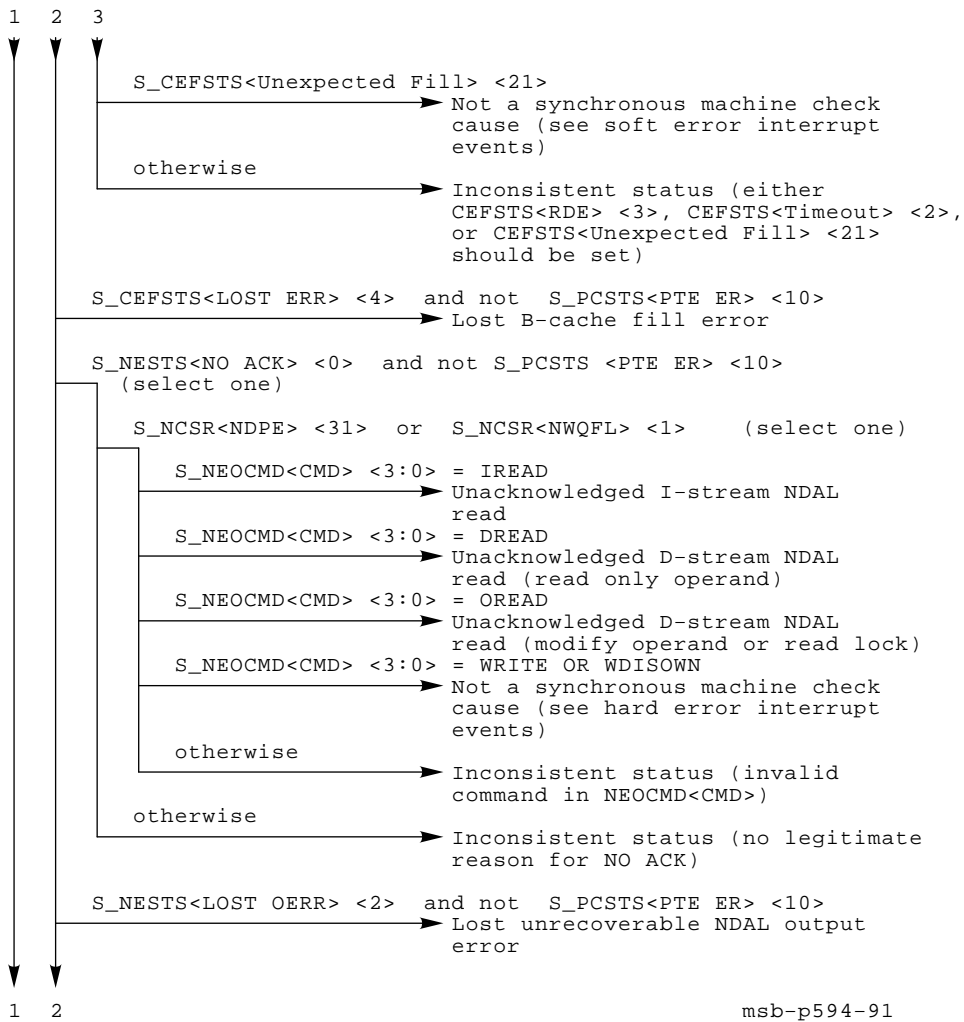 1 2 3
S_CEFSTS<Unexpected Fill> <21>
Not a synchronous machine check
cause (see soft error interrupt
events)
otherwise
Inconsistent status (either
CEFSTS<RDE> <3>, CEFSTS<Timeout> <2>,
or CEFSTS<Unexpected Fill> <21>
should be set)
S_CEFSTS<LOST ERR> <4> and not S_PCSTS<PTE ER> <10>
Lost B-cache fill error
S_NESTS<NO ACK> <0> and not S_PCSTS <PTE ER> <10>
(select one)
S_NCSR<NDPE> <31> or S_NCSR<NWQFL> <1> (select one)
S_NEOCMD<CMD> <3:0> = IREAD
Unacknowledged I-stream NDAL
read
S_NEOCMD<CMD> <3:0> = DREAD
Unacknowledged D-stream NDAL
read (read only operand)
S_NEOCMD<CMD> <3:0> = OREAD
Unacknowledged D-stream NDAL
read (modify operand or read lock)
S_NEOCMD<CMD> <3:0> = WRITE OR WDISOWN
Not a synchronous machine check
cause (see hard error interrupt
events)
otherwise
Inconsistent status (invalid
command in NEOCMD<CMD>)
otherwise
Inconsistent status (no legitimate
reason for NO ACK)
S_NESTS<LOST OERR> <2> and not S_PCSTS<PTE ER> <10>
Lost unrecoverable NDAL output
error
1 2 msb-p594-91